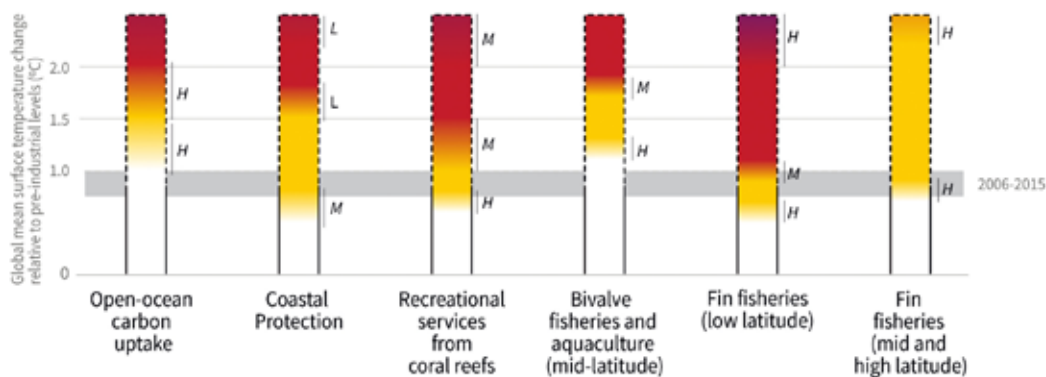 Global mean surface temperature change
relative to pre-industrial levels (ºC)
2.0
1.5
1.0
0
H
H
L
L
M
M
M
H
M
H
H
M
H
H
H
2006-2015
Open-ocean
carbon
uptake
Coastal
Protection
Recreational
services
from
coral reefs
Bivalve
fisheries and
aquaculture
(mid-latitude)
Fin fisheries
(low latitude)
Fin
fisheries
(mid and
high latitude)